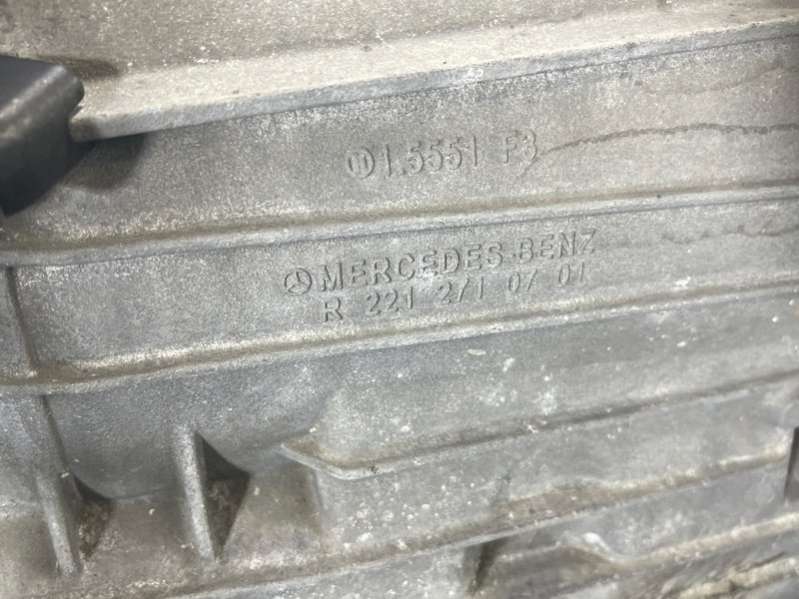 1.5551 F3
MERCEDES-BENZ
R 221 271 07 01